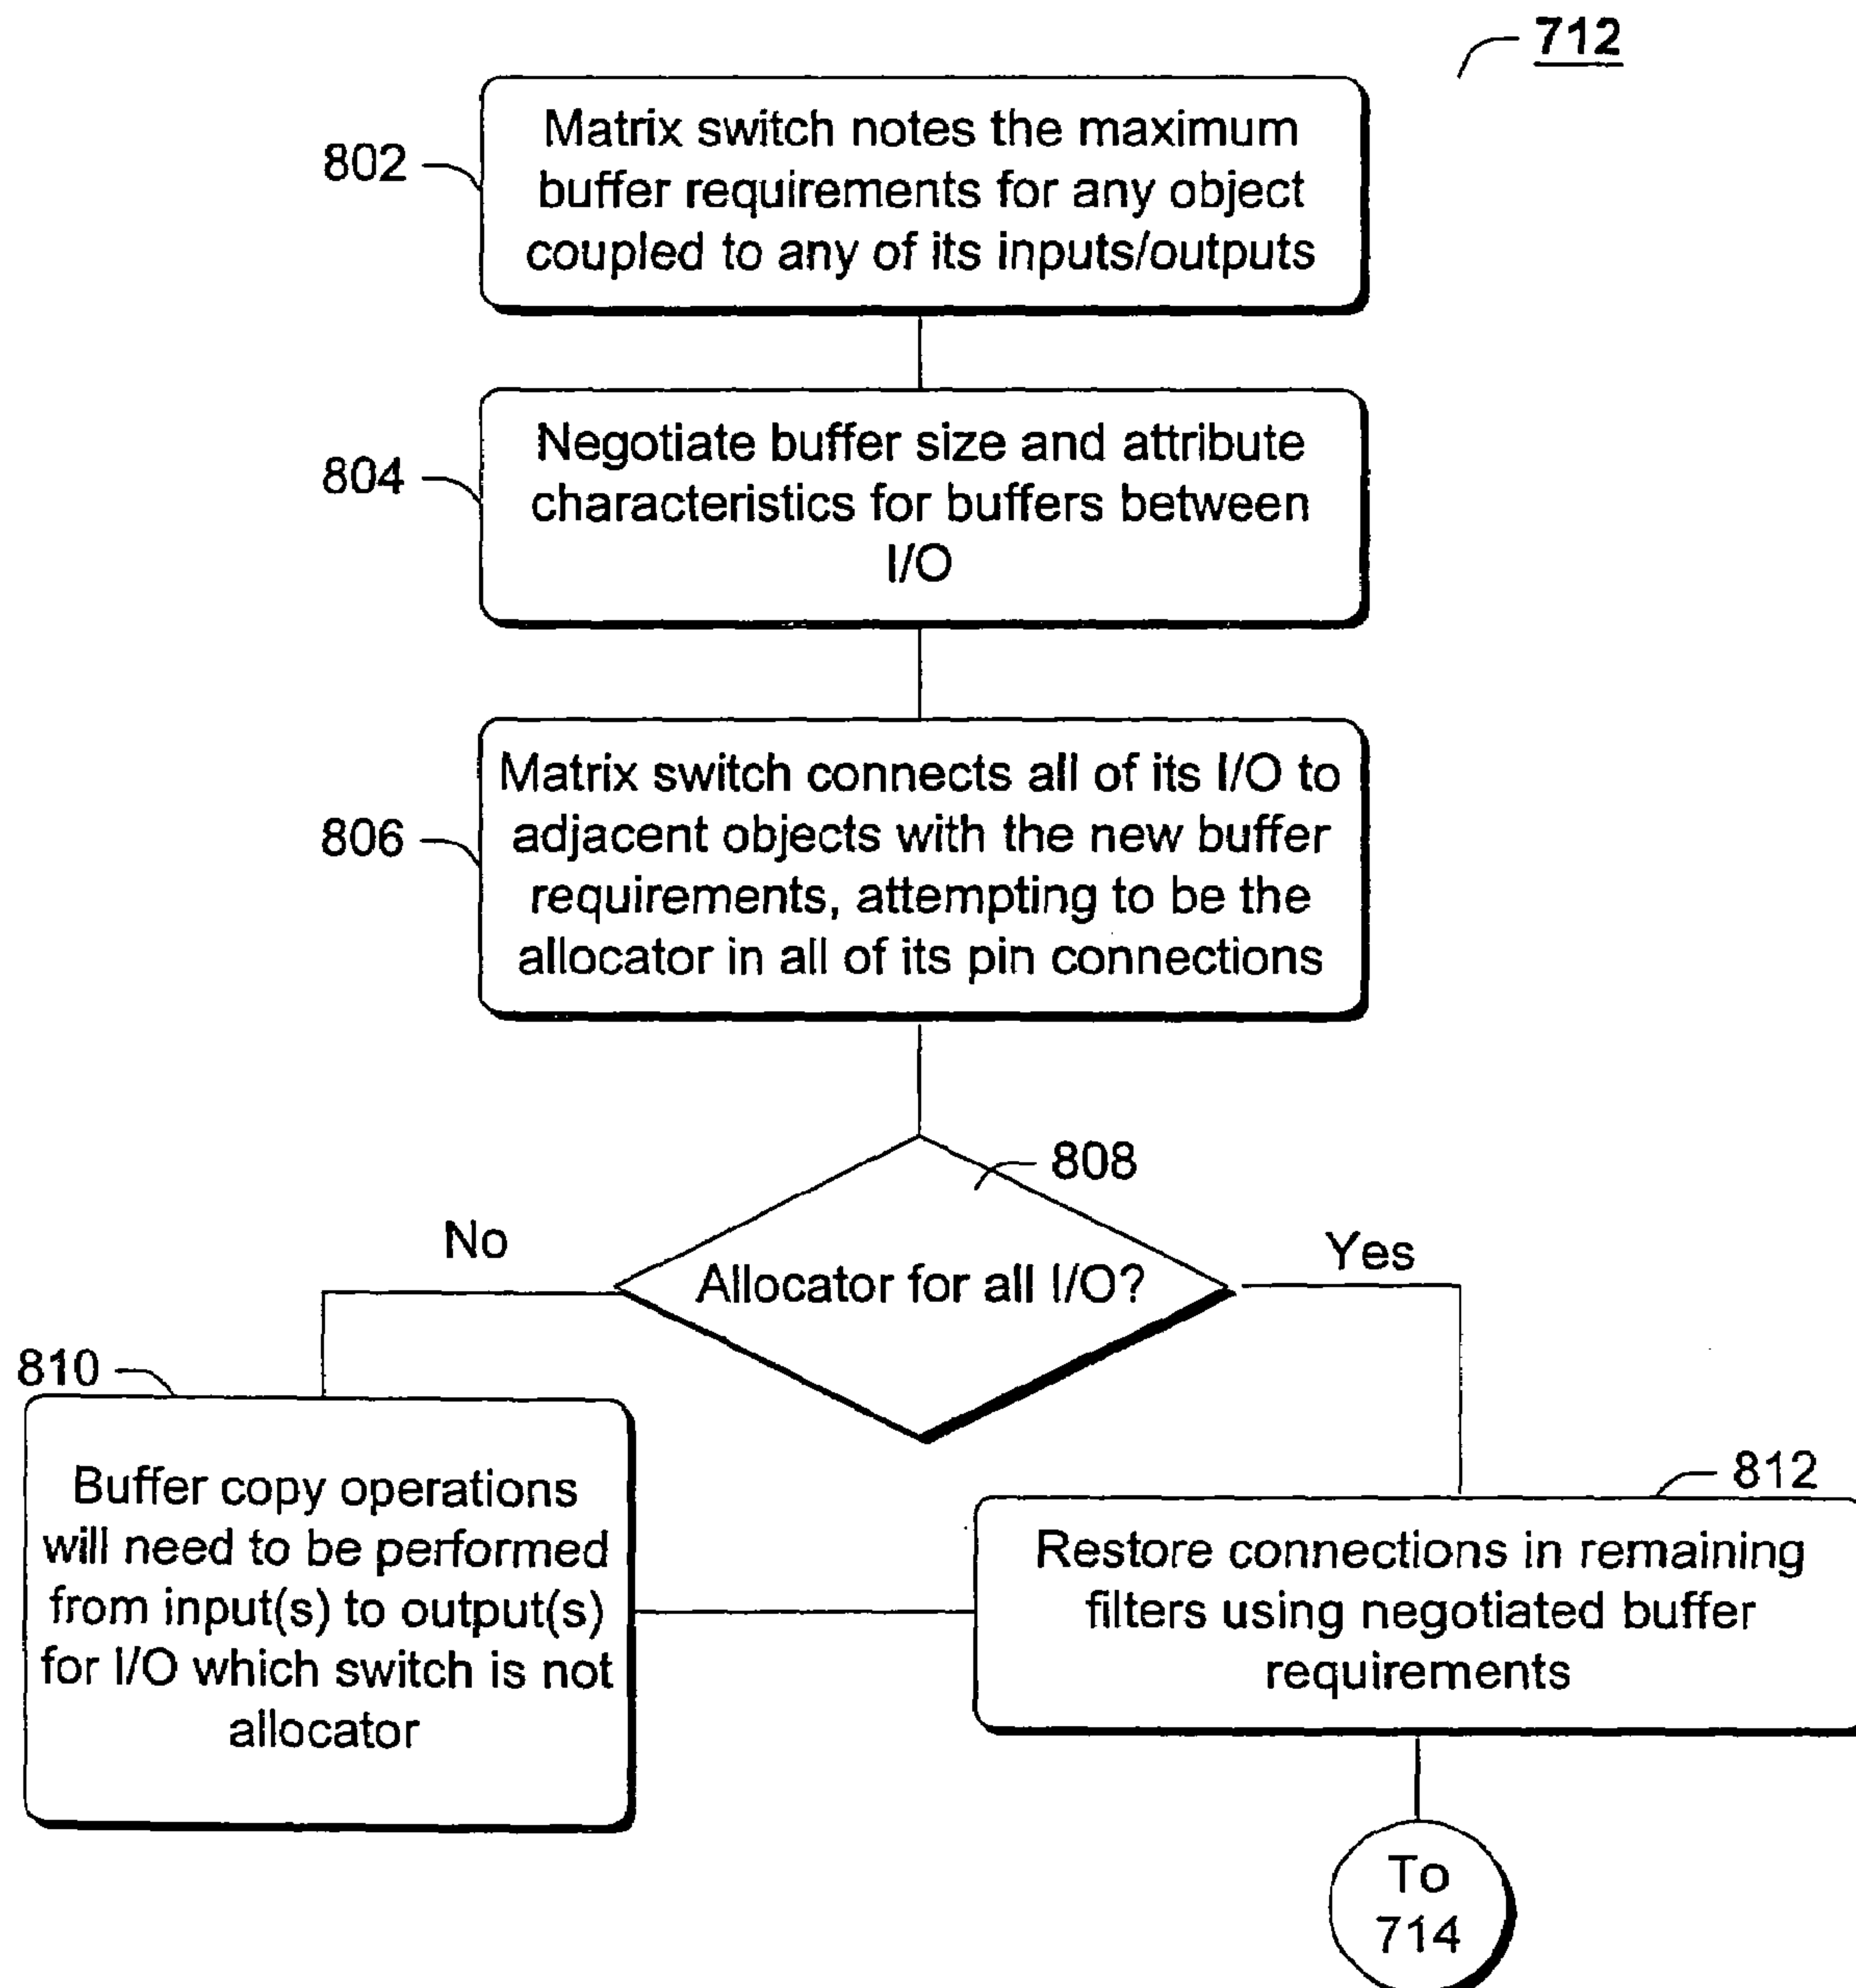 712
802
Matrix switch notes the maximum
buffer requirements for any object
coupled to any of its inputs/outputs
804
Negotiate buffer size and attribute
characteristics for buffers between
I/O
806
Matrix switch connects all of its I/O to
adjacent objects with the new buffer
requirements, attempting to be the
allocator in all of its pin connections
808
No
Allocator for all I/O?
Yes
810
Buffer copy operations
will need to be performed
from input(s) to output(s)
for I/O which switch is not
allocator
812
Restore connections in remaining
filters using negotiated buffer
requirements
To
714